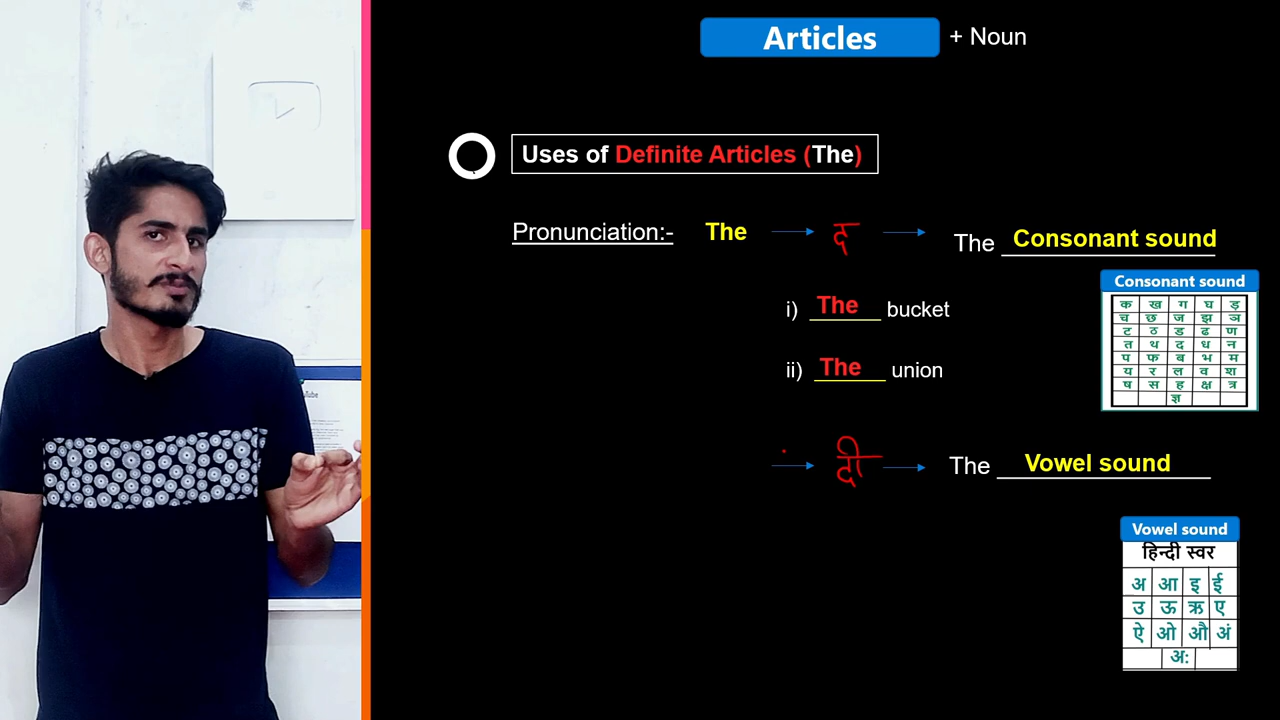 Articles + Noun
Uses of Definite Articles (The)
Pronunciation:- The द The Consonant sound
Consonant sound
क ख ग घ ड़
च छ ज झ ञ
ट ठ ड ढ ण
त थ द ध न
प फ ब भ म
य र ल व श
ष स ह क्ष त्र
ज्ञ
i) The bucket
ii) The union
दी The Vowel sound
Vowel sound
हिन्दी स्वर
अ आ इ ई
उ ऊ ऋ ए
ऐ ओ औ अं
अ: